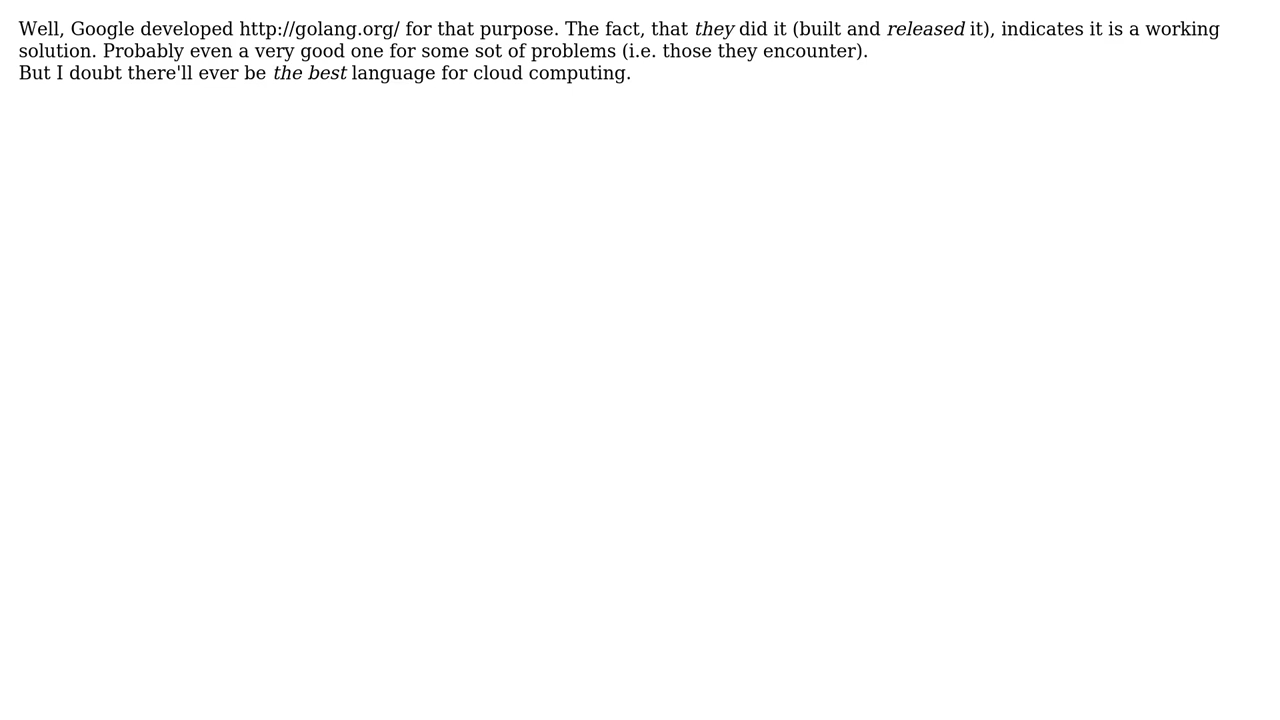 Well, Google developed http://golang.org/ for that purpose. The fact, that they did it (built and released it), indicates it is a working
solution. Probably even a very good one for some sot of problems (i.e. those they encounter).
But I doubt there'll ever be the best language for cloud computing.